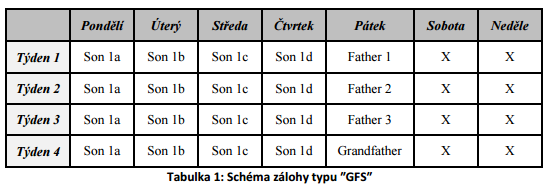 Pondělí Úterý Středa Čtvrtek Pátek Sobota Neděle
Týden 1 Son 1a Son 1b Son 1c Son 1d Father 1 X X
Týden 2 Son 1a Son 1b Son 1c Son 1d Father 2 X X
Týden 3 Son 1a Son 1b Son 1c Son 1d Father 3 X X
Týden 4 Son 1a Son 1b Son 1c Son 1d Grandfather X X
Tabulka 1: Schéma zálohy typu ”GFS”